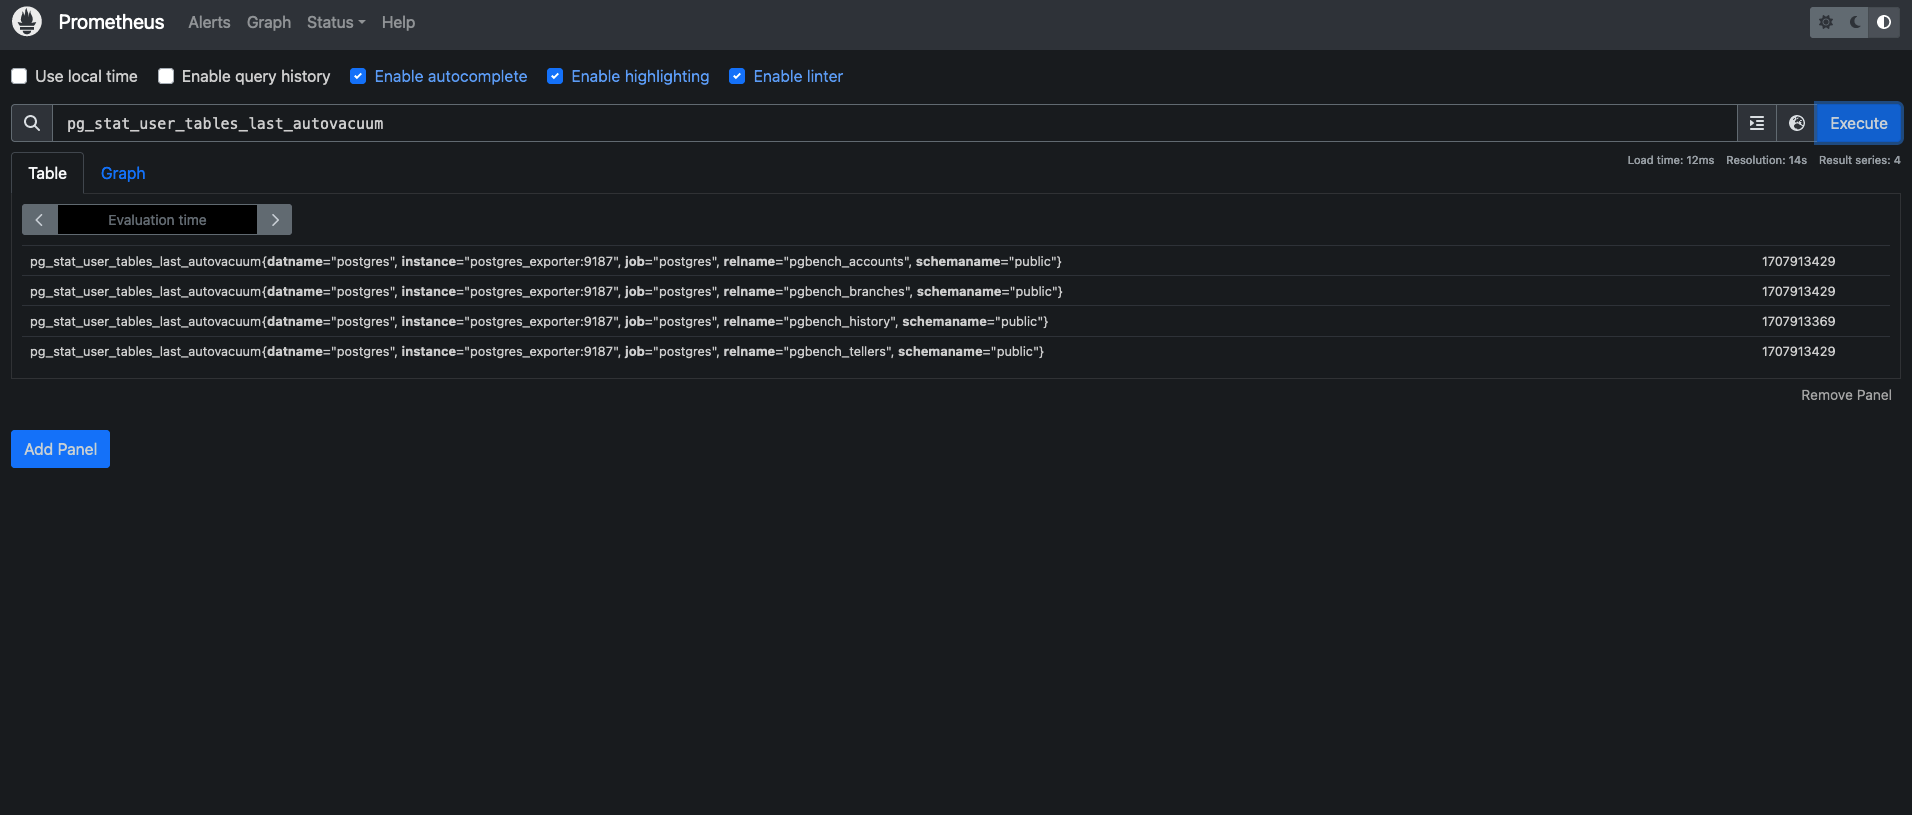 Prometheus Alerts Graph Status Help
Use local time Enable query history Enable autocomplete Enable highlighting Enable linter
pg_stat_user_tables_last_autovacuum Execute
Table Graph Load time: 12ms Resolution: 14s Result series: 4
Evaluation time
pg_stat_user_tables_last_autovacuum{datname="postgres", instance="postgres_exporter:9187", job="postgres", relname="pgbench_accounts", schemaname="public"} 1707913429
pg_stat_user_tables_last_autovacuum{datname="postgres", instance="postgres_exporter:9187", job="postgres", relname="pgbench_branches", schemaname="public"} 1707913429
pg_stat_user_tables_last_autovacuum{datname="postgres", instance="postgres_exporter:9187", job="postgres", relname="pgbench_history", schemaname="public"} 1707913369
pg_stat_user_tables_last_autovacuum{datname="postgres", instance="postgres_exporter:9187", job="postgres", relname="pgbench_tellers", schemaname="public"} 1707913429
Remove Panel
Add Panel